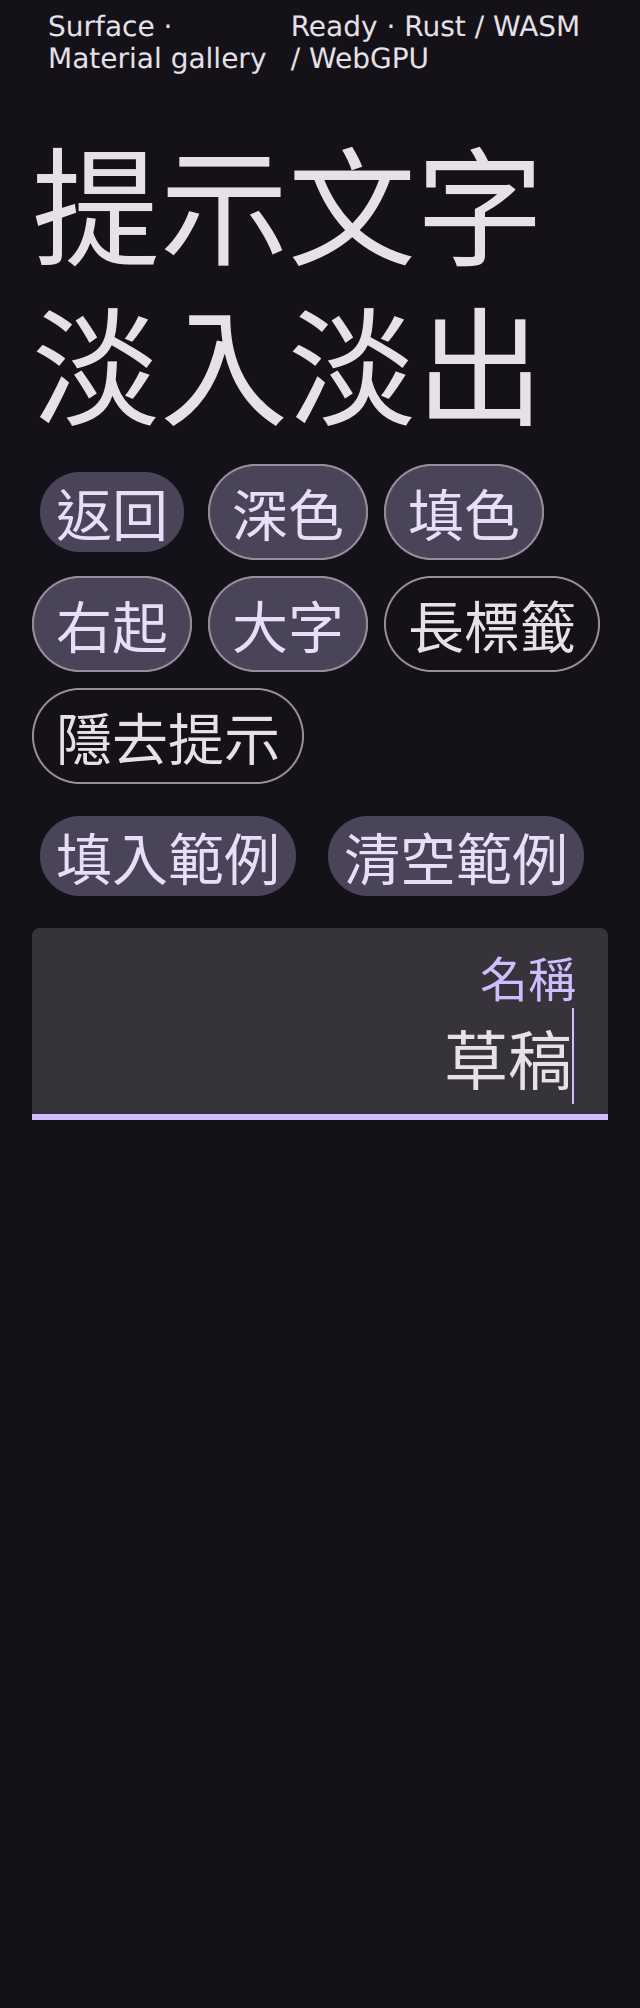 Surface ·
Material gallery
Ready · Rust / WASM
/ WebGPU
提示文字
淡入淡出
返回 深色 填色
右起 大字 長標籤
隱去提示
填入範例 清空範例
名稱
草稿